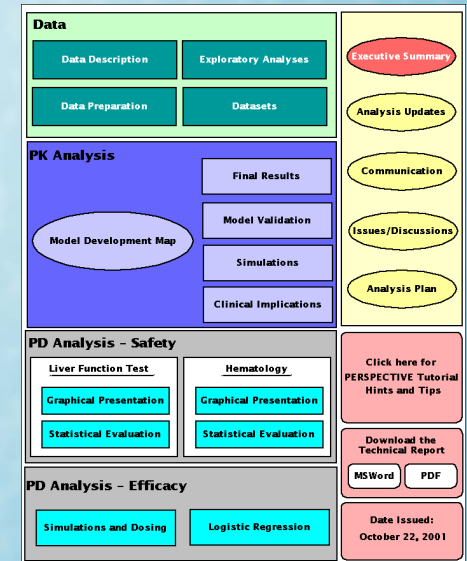 Data
Data Description
Exploratory Analyses
Data Preparation
Datasets
PK Analysis
Model Development Map
Final Results
Model Validation
Simulations
Clinical Implications
PD Analysis – Safety
Liver Function Test
Graphical Presentation
Statistical Evaluation
Hematology
Graphical Presentation
Statistical Evaluation
PD Analysis – Efficacy
Simulations and Dosing
Logistic Regression
Executive Summary
Analysis Updates
Communication
Issues/Discussions
Analysis Plan
Click here for
PERSPECTIVE Tutorial
Hints and Tips
Download the
Technical Report
MSWord
PDF
Date Issued:
October 22, 2001